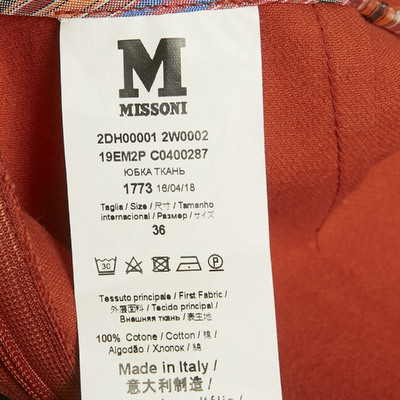 M
MISSONI
2DH00001 2W0002
19EM2P C0400287
ЮБКА ТКАНЬ
1773 16/04/18
Taglia / Size / 尺寸 / Tamanho
internacional / Размер / サイズ
36
30
P
Tessuto principale / First Fabric /
外層面料 / Tecido principal /
Внешняя ткань / 表生地
100% Cotone / Cotton / 棉 /
Algodão / Хлопок / 綿
Made in Italy /
意大利制造 /